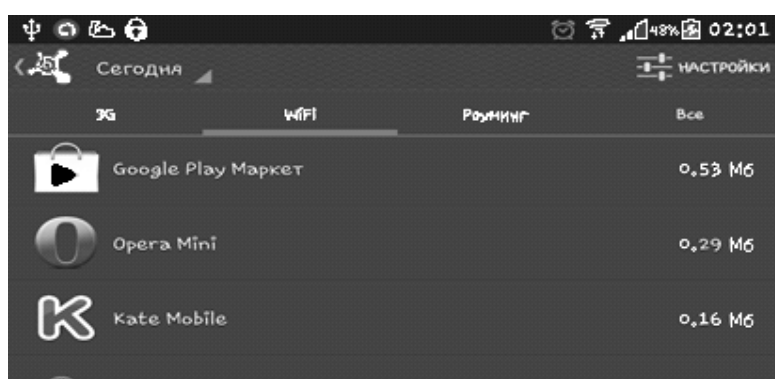 48% 02:01
Сегодня НАСТРОЙКИ
3G WiFi Роуминг Все
Google Play Маркет 0.53 Мб
Opera Mini 0.29 Мб
Kate Mobile 0.16 Мб